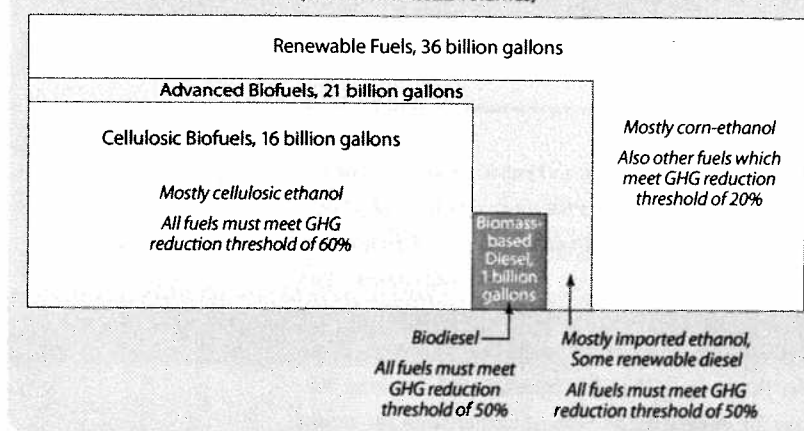 Renewable Fuels, 36 billion gallons
Advanced Biofuels, 21 billion gallons
Cellulosic Biofuels, 16 billion gallons
Mostly cellulosic ethanol
All fuels must meet GHG
reduction threshold of 60%
Mostly corn-ethanol
Also other fuels which
meet GHG reduction
threshold of 20%
Biomass-
based
Diesel,
1 billion
gallons
Biodiesel
All fuels must meet
GHG reduction
threshold of 50%
Mostly imported ethanol,
Some renewable diesel
All fuels must meet GHG
reduction threshold of 50%